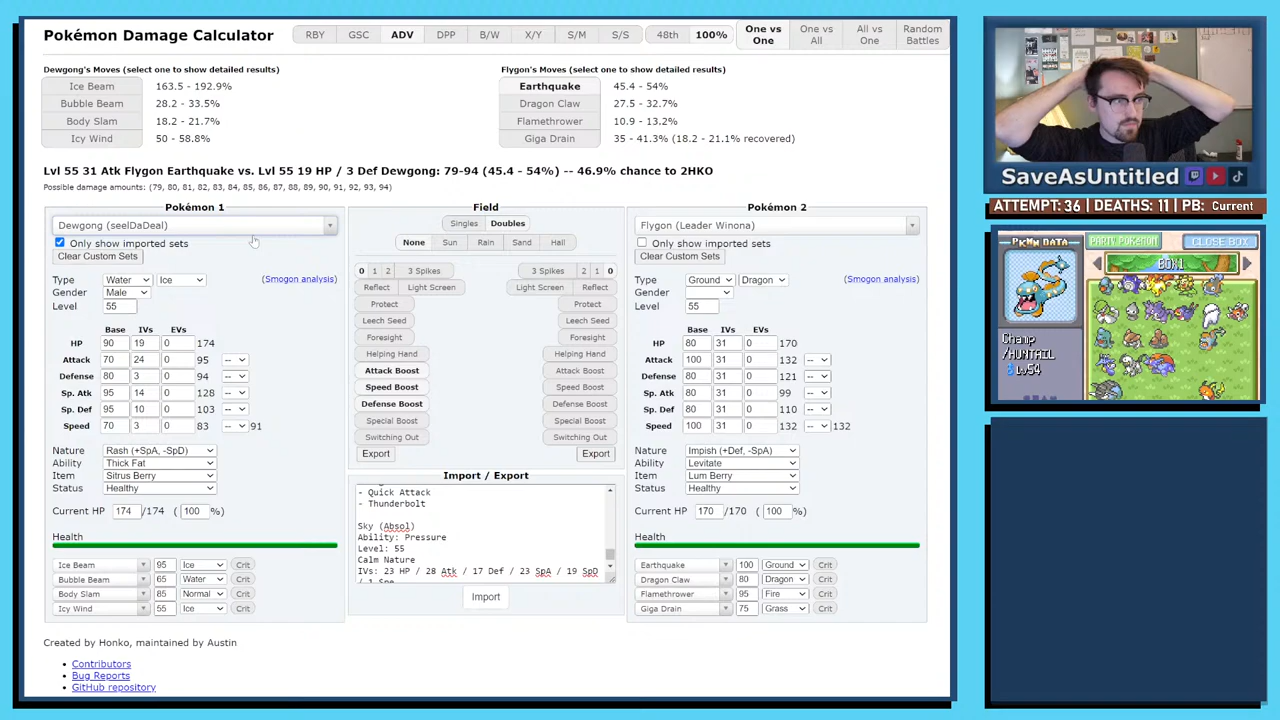 Pokémon Damage Calculator
RBY GSC ADV DPP B/W X/Y S/M S/S 48th 100% One vs One One vs All All vs One Random Battles
Dewgong's Moves (select one to show detailed results)
Ice Beam 163.5 - 192.9%
Bubble Beam 28.2 - 33.5%
Body Slam 18.2 - 21.7%
Icy Wind 50 - 58.8%
Flygon's Moves (select one to show detailed results)
Earthquake 45.4 - 54%
Dragon Claw 27.5 - 32.7%
Flamethrower 10.9 - 13.2%
Giga Drain 35 - 41.3% (18.2 - 21.1% recovered)
Lvl 55 31 Atk Flygon Earthquake vs. Lvl 55 19 HP / 3 Def Dewgong: 79-94 (45.4 - 54%) -- 46.9% chance to 2HKO
Possible damage amounts: (79, 80, 81, 82, 83, 84, 85, 86, 87, 88, 89, 90, 91, 92, 93, 94)
Pokémon 1
Dewgong (seelDaDeal)
Only show imported sets
Clear Custom Sets
Type Water Ice (Smogon analysis)
Gender Male
Level 55
Base IVs EVs
HP 90 19 0 174
Attack 70 24 0 95 --
Defense 80 3 0 94 --
Sp. Atk 95 14 0 128 --
Sp. Def 95 10 0 103 --
Speed 70 3 0 83 -- 91
Nature Rash (+SpA, -SpD)
Ability Thick Fat
Item Sitrus Berry
Status Healthy
Current HP 174 /174 ( 100 %)
Health
Ice Beam 95 Ice Crit
Bubble Beam 65 Water Crit
Body Slam 85 Normal Crit
Icy Wind 55 Ice Crit
Field
Singles Doubles
None Sun Rain Sand Hail
0 1 2 3 Spikes 3 Spikes 2 1 0
Reflect Light Screen Light Screen Reflect
Protect Protect
Leech Seed Leech Seed
Foresight Foresight
Helping Hand Helping Hand
Attack Boost Attack Boost
Speed Boost Speed Boost
Defense Boost Defense Boost
Special Boost Special Boost
Switching Out Switching Out
Export Export
Import / Export
- Quick Attack
- Thunderbolt
Sky (Absol)
Ability: Pressure
Level: 55
Calm Nature
IVs: 23 HP / 28 Atk / 17 Def / 23 SpA / 19 SpD
/ 1 Spe
Import
Pokémon 2
Flygon (Leader Winona)
Only show imported sets
Clear Custom Sets
Type Ground Dragon (Smogon analysis)
Gender
Level 55
Base IVs EVs
HP 80 31 0 170
Attack 100 31 0 132 --
Defense 80 31 0 121 --
Sp. Atk 80 31 0 99 --
Sp. Def 80 31 0 110 --
Speed 100 31 0 132 -- 132
Nature Impish (+Def, -SpA)
Ability Levitate
Item Lum Berry
Status Healthy
Current HP 170 /170 ( 100 %)
Health
Earthquake 100 Ground Crit
Dragon Claw 80 Dragon Crit
Flamethrower 95 Fire Crit
Giga Drain 75 Grass Crit
Created by Honko, maintained by Austin
Contributors
Bug Reports
GitHub repository
SaveAsUntitled
ATTEMPT: 36 | DEATHS: 11 | PB: Current
PKMN DATA PARTY POKéMON CLOSE BOX
BOX1
Champ
/HUNTAIL
♂ Lv54